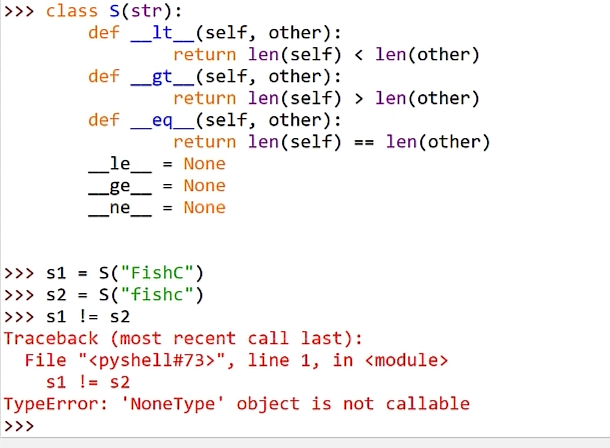 >>> class S(str):
        def __lt__(self, other):
                return len(self) < len(other)
        def __gt__(self, other):
                return len(self) > len(other)
        def __eq__(self, other):
                return len(self) == len(other)
        __le__ = None
        __ge__ = None
        __ne__ = None
>>> s1 = S("FishC")
>>> s2 = S("fishc")
>>> s1 != s2
Traceback (most recent call last):
  File "<pyshell#73>", line 1, in <module>
    s1 != s2
TypeError: 'NoneType' object is not callable
>>>